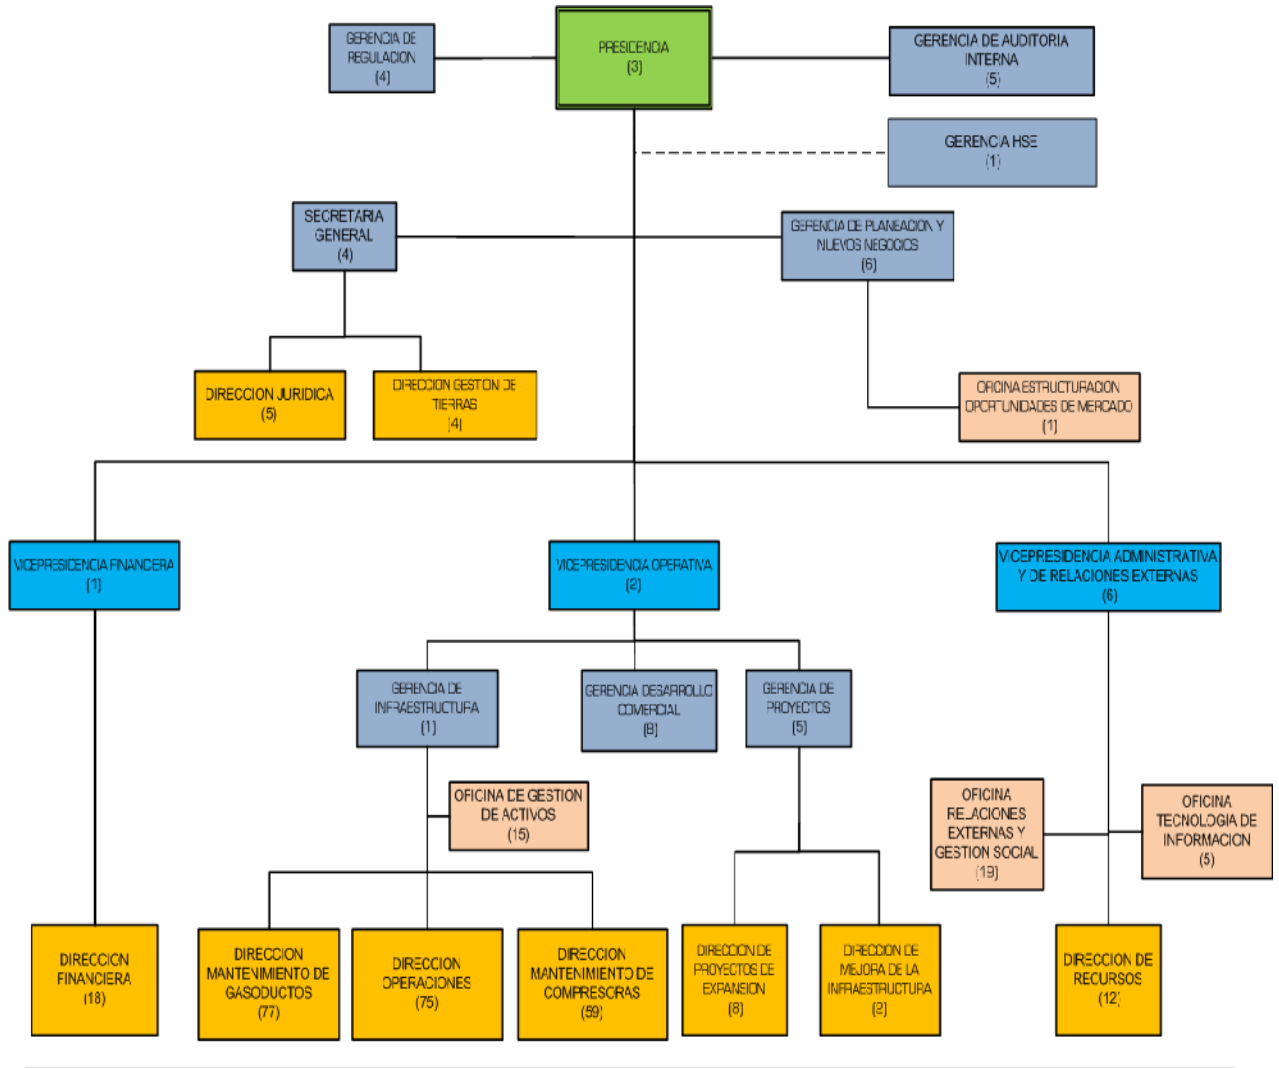 GERENCIA DE
REGULACION
(4)
PRESIDENCIA
(3)
GERENCIA DE AUDITORIA
INTERNA
(5)
GERENCIA HSE
(1)
SECRETARIA
GENERAL
(4)
GERENCIA DE PLANEACION Y
NUEVOS NEGOCIOS
(6)
DIRECCION JURIDICA
(5)
DIRECCION GESTION DE
TIERRAS
(4)
OFICINA ESTRUCTURACION
OPORTUNIDADES DE MERCADO
(1)
VICEPRESIDENCIA FINANCIERA
(1)
VICEPRESIDENCIA OPERATIVA
(2)
VICEPRESIDENCIA ADMINISTRATIVA
Y DE RELACIONES EXTERNAS
(6)
GERENCIA DE
INFRAESTRUCTURA
(1)
GERENCIA DESARROLLO
COMERCIAL
(8)
GERENCIA DE
PROYECTOS
(5)
OFICINA DE GESTION
DE ACTIVOS
(15)
OFICINA
RELACIONES
EXTERNAS Y
GESTION SOCIAL
(19)
OFICINA
TECNOLOGIA DE
INFORMACION
(5)
DIRECCION
FINANCIERA
(18)
DIRECCION
MANTENIMIENTO DE
GASODUCTOS
(77)
DIRECCION
OPERACIONES
(75)
DIRECCION
MANTENIMIENTO DE
COMPRESORAS
(59)
DIRECCION DE
PROYECTOS DE
EXPANSION
(8)
DIRECCION DE
MEJORA DE LA
INFRAESTRUCTURA
(2)
DIRECCION DE
RECURSOS
(12)